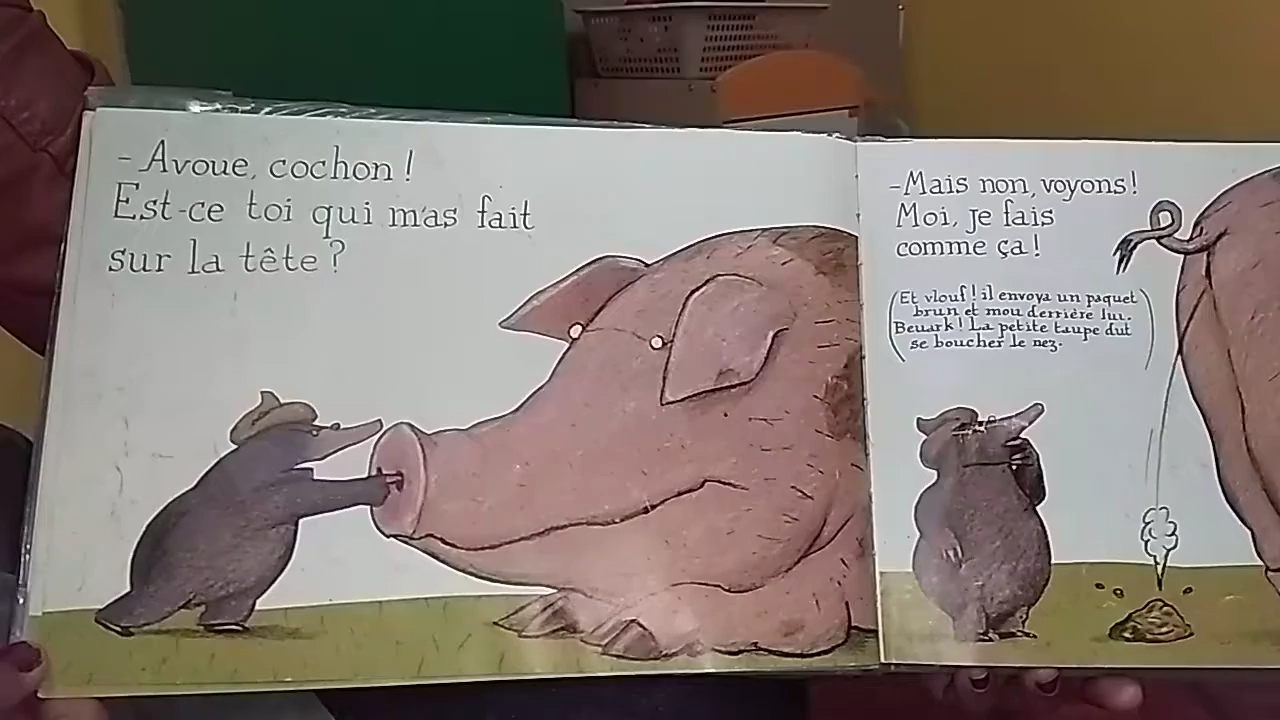 - Avoue, cochon !
Est-ce toi qui m'as fait
sur la tête ?
- Mais non, voyons !
Moi, je fais
comme ça !
(Et vlouf ! il envoya un paquet
brun et mou derrière lui.
Beuark ! La petite taupe dut
se boucher le nez.)